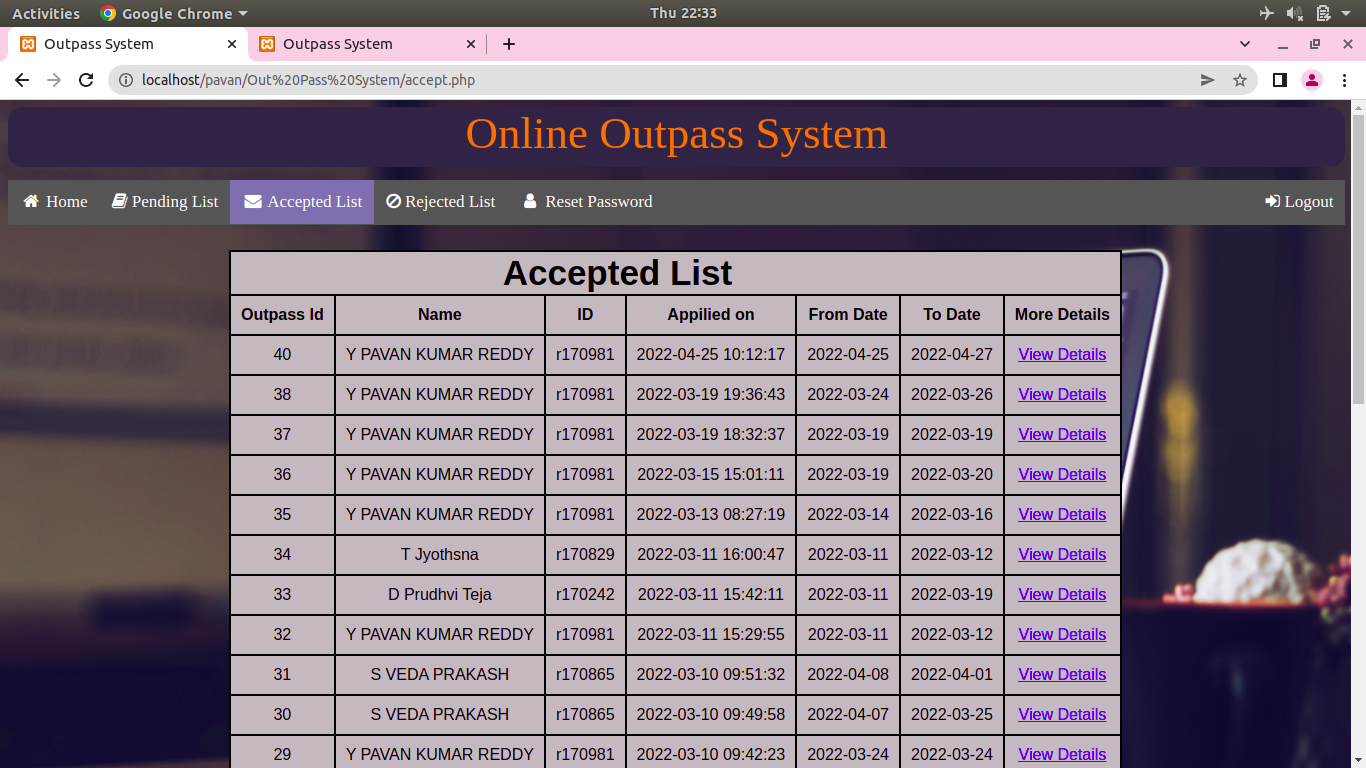 Activities Google Chrome Thu 22:33
Outpass System Outpass System
localhost/pavan/Out%20Pass%20System/accept.php
Online Outpass System
Home Pending List Accepted List Rejected List Reset Password Logout
Accepted List
Outpass Id Name ID Appilied on From Date To Date More Details
40 Y PAVAN KUMAR REDDY r170981 2022-04-25 10:12:17 2022-04-25 2022-04-27 View Details
38 Y PAVAN KUMAR REDDY r170981 2022-03-19 19:36:43 2022-03-24 2022-03-26 View Details
37 Y PAVAN KUMAR REDDY r170981 2022-03-19 18:32:37 2022-03-19 2022-03-19 View Details
36 Y PAVAN KUMAR REDDY r170981 2022-03-15 15:01:11 2022-03-19 2022-03-20 View Details
35 Y PAVAN KUMAR REDDY r170981 2022-03-13 08:27:19 2022-03-14 2022-03-16 View Details
34 T Jyothsna r170829 2022-03-11 16:00:47 2022-03-11 2022-03-12 View Details
33 D Prudhvi Teja r170242 2022-03-11 15:42:11 2022-03-11 2022-03-19 View Details
32 Y PAVAN KUMAR REDDY r170981 2022-03-11 15:29:55 2022-03-11 2022-03-12 View Details
31 S VEDA PRAKASH r170865 2022-03-10 09:51:32 2022-04-08 2022-04-01 View Details
30 S VEDA PRAKASH r170865 2022-03-10 09:49:58 2022-04-07 2022-03-25 View Details
29 Y PAVAN KUMAR REDDY r170981 2022-03-10 09:42:23 2022-03-24 2022-03-24 View Details